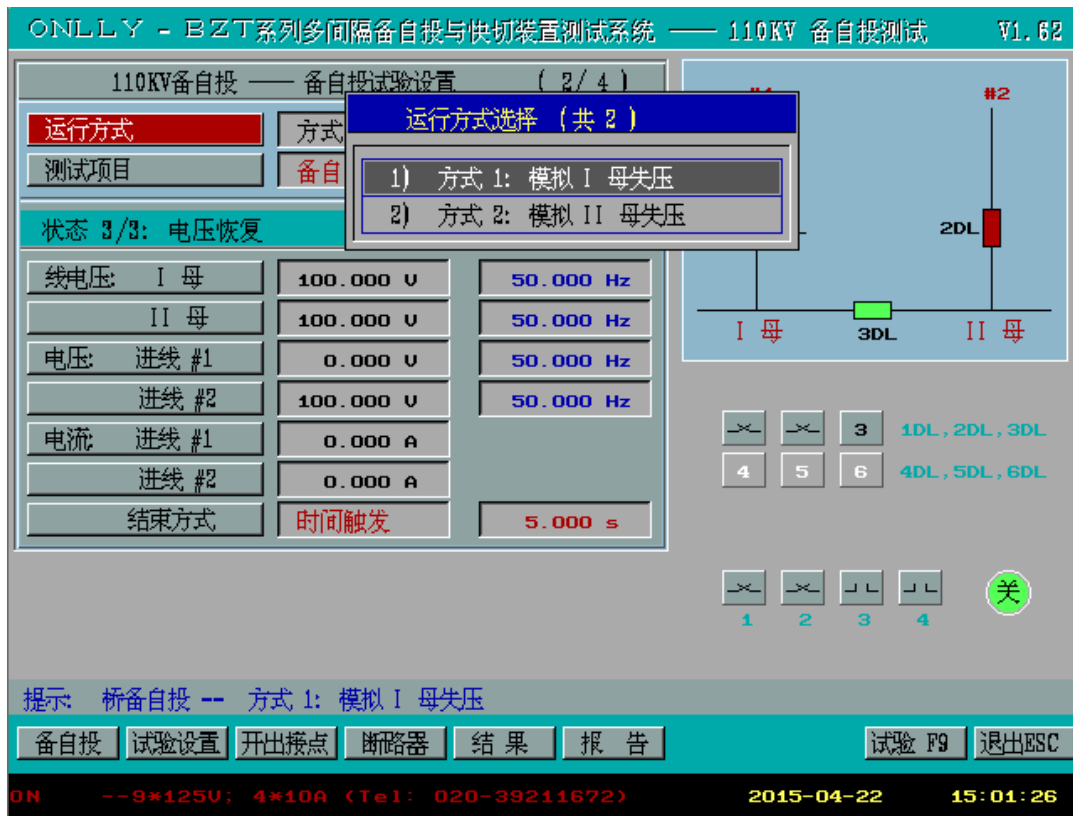 ONLLY - BZT系列多间隔备自投与快切装置测试系统 —— 110KV 备自投测试 V1.62
110KV备自投 —— 备自投试验设置 ( 2/4 )
运行方式 方式
测试项目 备自
运行方式选择 (共 2 )
1) 方式 1: 模拟 I 母失压
2) 方式 2: 模拟 II 母失压
状态 3/3: 电压恢复
线电压: I 母 100.000 V 50.000 Hz
II 母 100.000 V 50.000 Hz
电压: 进线 #1 0.000 V 50.000 Hz
进线 #2 100.000 V 50.000 Hz
电流: 进线 #1 0.000 A
进线 #2 0.000 A
结束方式 时间触发 5.000 s
#2
2DL
I 母 3DL II 母
3 1DL,2DL,3DL
4 5 6 4DL,5DL,6DL
关
1 2 3 4
提示: 桥备自投 -- 方式 1: 模拟 I 母失压
备自投 试验设置 开出接点 断路器 结 果 报 告 试验 F9 退出ESC
ON --9*125V; 4*10A (Tel: 020-39211672) 2015-04-22 15:01:26